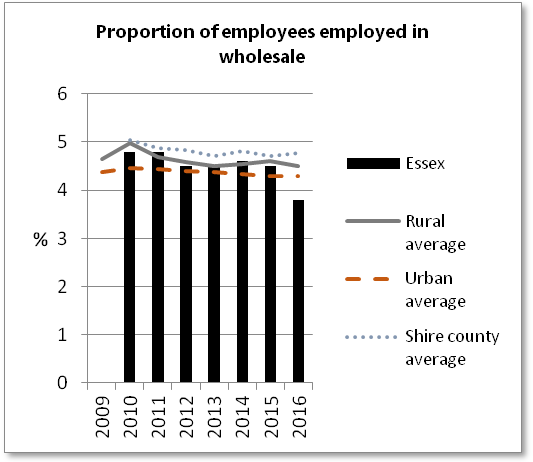 Proportion of employees employed in
wholesale
6
5
4
3
2
1
0
%
2009
2010
2011
2012
2013
2014
2015
2016
Essex
Rural
average
Urban
average
Shire county
average